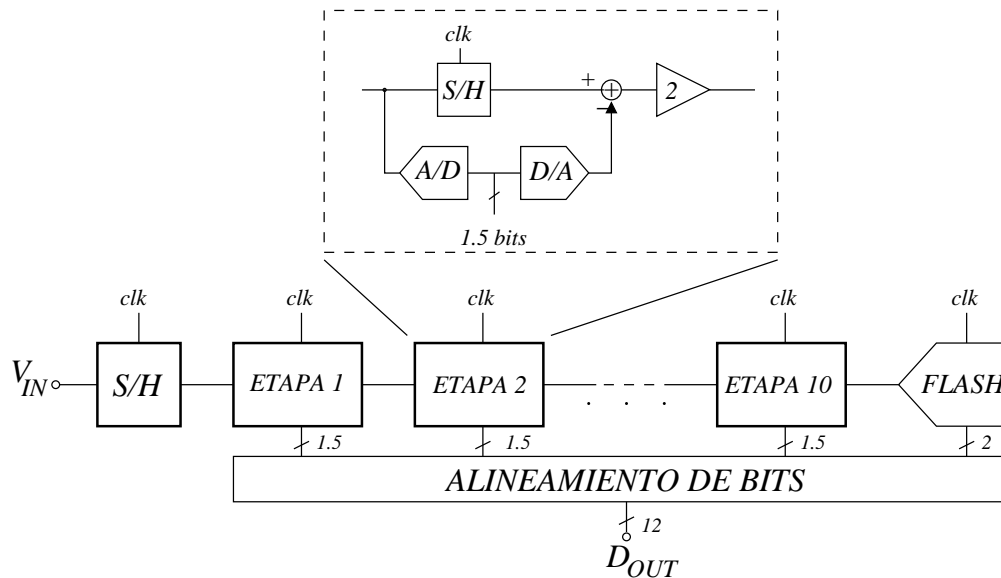 clk
S/H
+
2
−
A/D
D/A
1.5 bits
clk
clk
clk
clk
clk
V_IN
S/H
ETAPA 1
ETAPA 2
. . .
ETAPA 10
FLASH
1.5
1.5
1.5
2
ALINEAMIENTO DE BITS
12
D_OUT